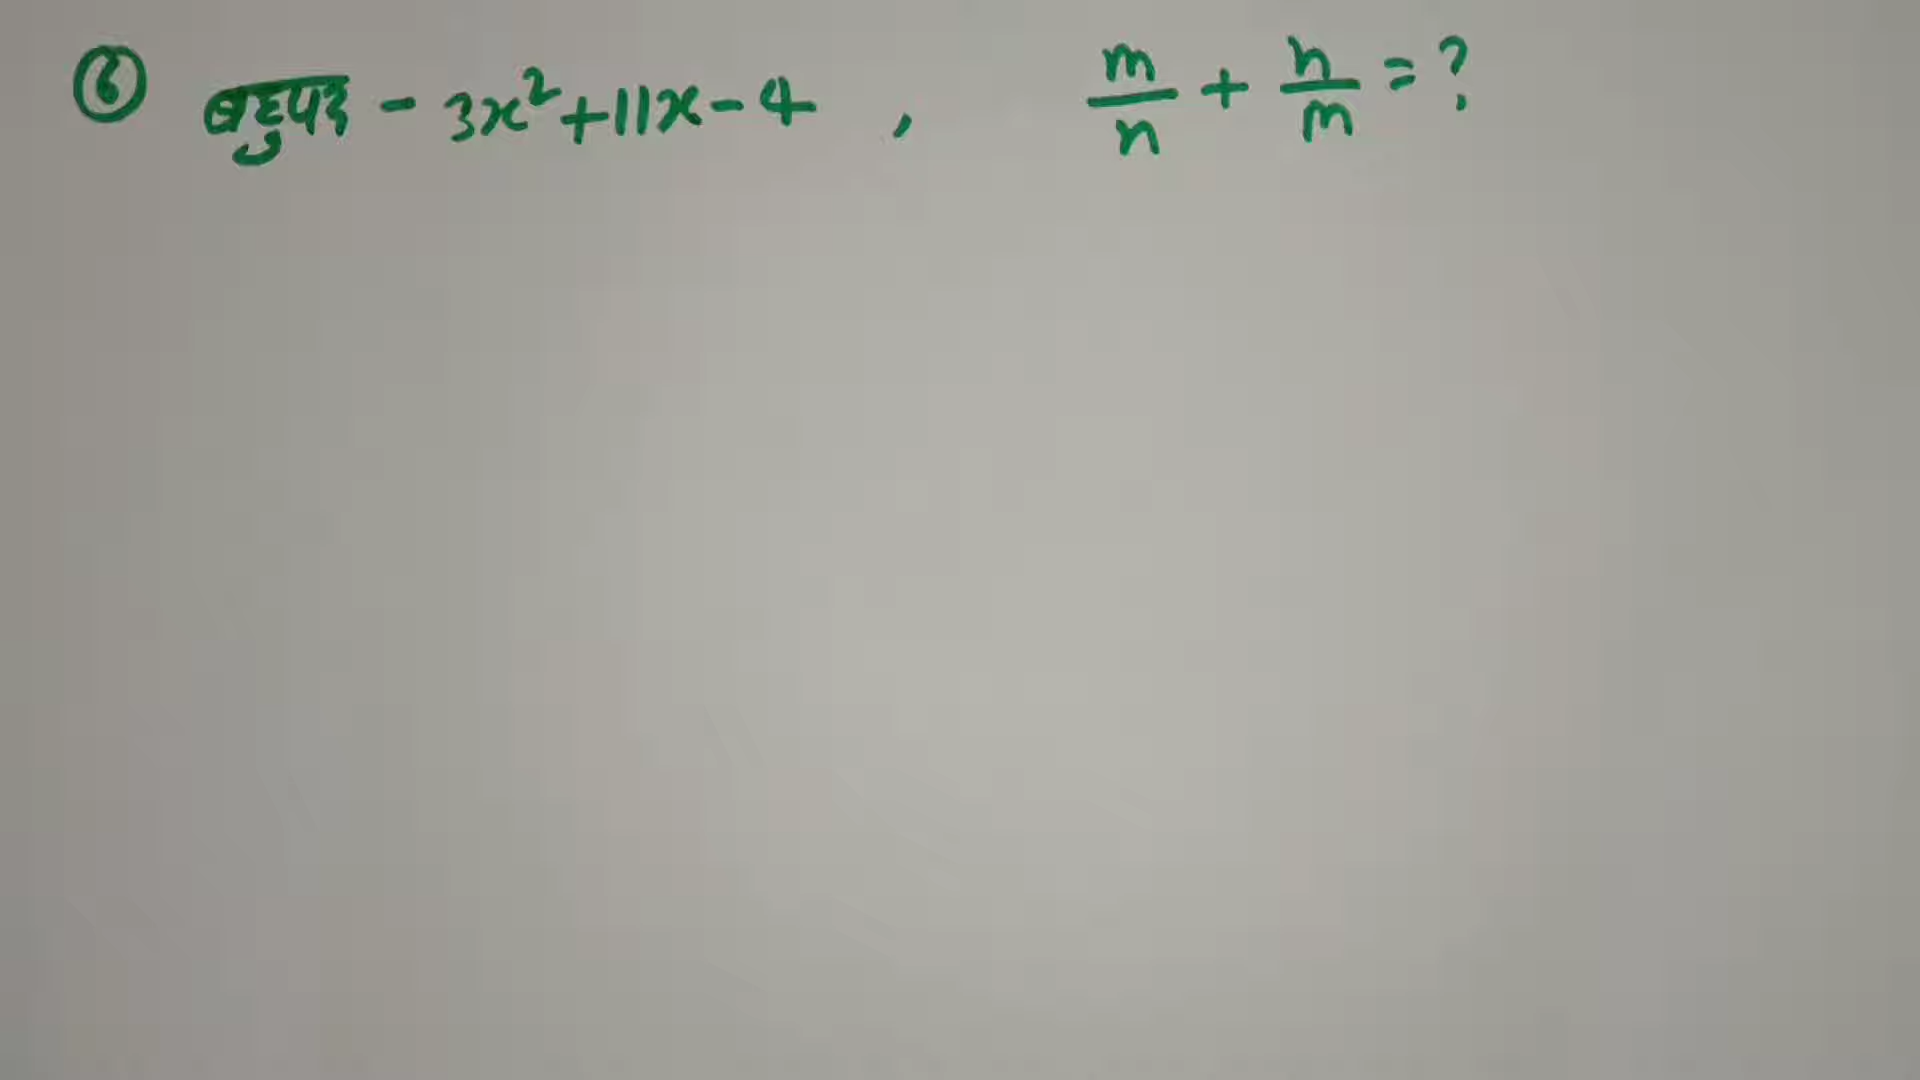 ⑥ बहुपद - 3x²+11x-4 , m/n + n/m = ?